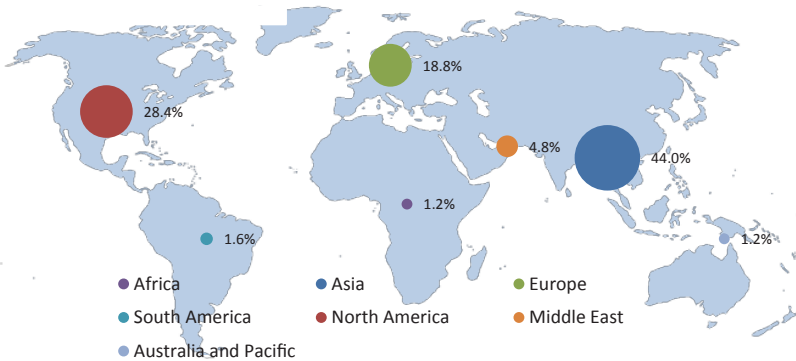 18.8%
28.4%
4.8%
44.0%
1.2%
1.6%
1.2%
Africa
Asia
Europe
South America
North America
Middle East
Australia and Pacific